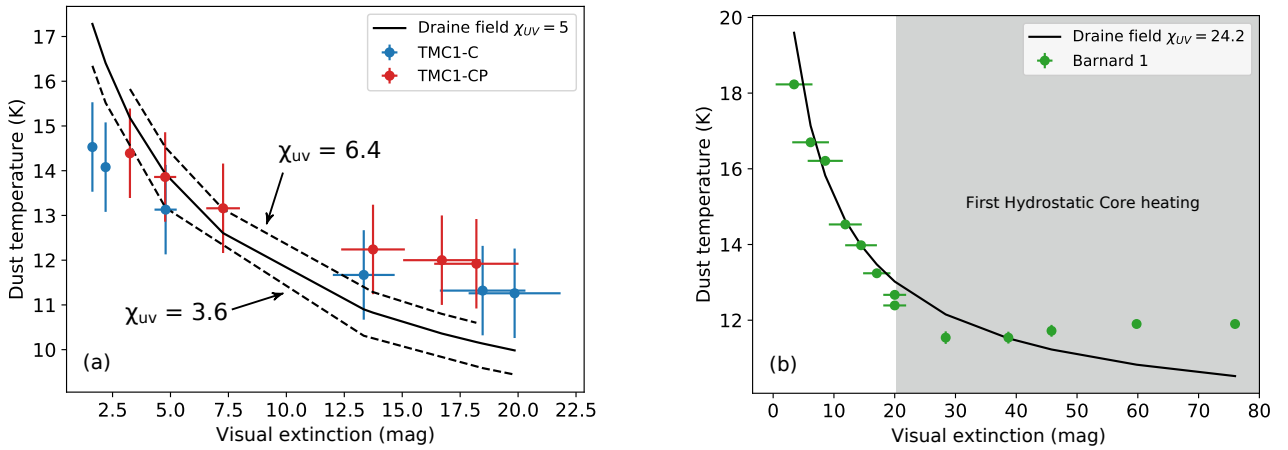 Draine field χUV = 5
TMC1-C
TMC1-CP
χuv = 6.4
χuv = 3.6
(a)
17
16
15
14
13
12
11
10
Dust temperature (K)
2.5 5.0 7.5 10.0 12.5 15.0 17.5 20.0 22.5
Visual extinction (mag)
Draine field χUV = 24.2
Barnard 1
First Hydrostatic Core heating
(b)
20
18
16
14
12
Dust temperature (K)
0 10 20 30 40 50 60 70 80
Visual extinction (mag)